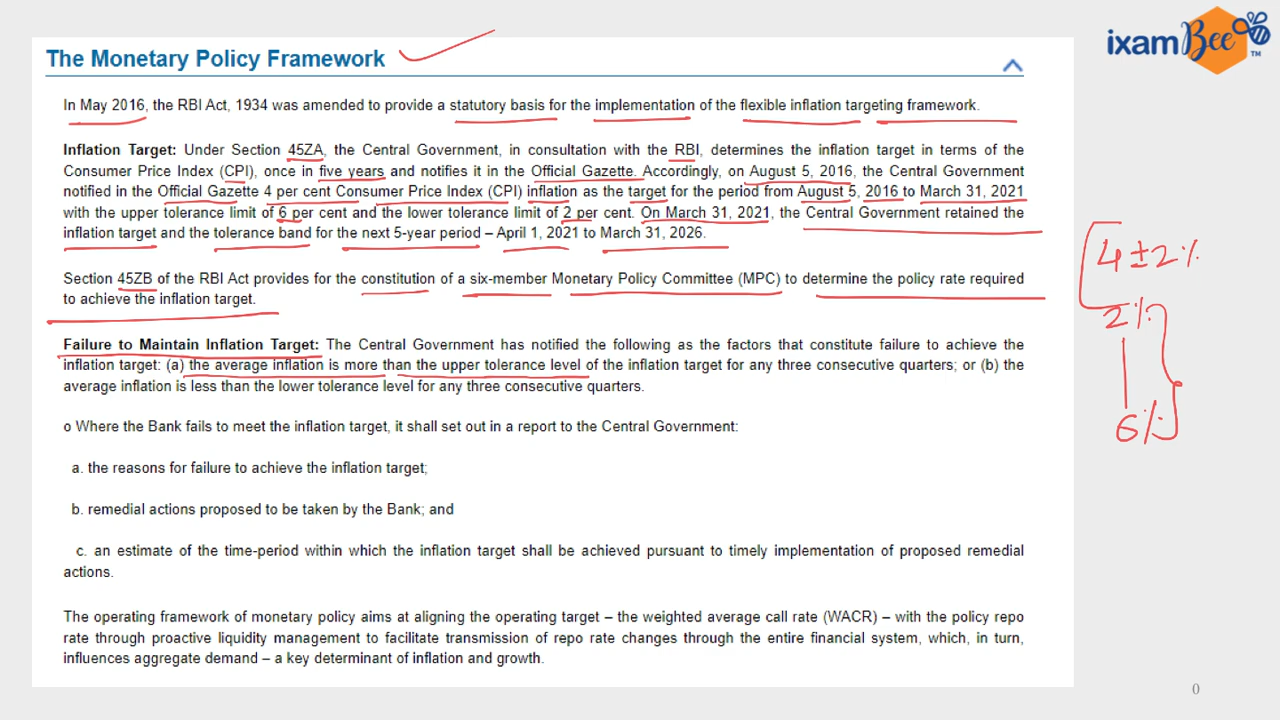 ixamBee
TM
The Monetary Policy Framework
In May 2016, the RBI Act, 1934 was amended to provide a statutory basis for the implementation of the flexible inflation targeting framework.
Inflation Target: Under Section 45ZA, the Central Government, in consultation with the RBI, determines the inflation target in terms of the
Consumer Price Index (CPI), once in five years and notifies it in the Official Gazette. Accordingly, on August 5, 2016, the Central Government
notified in the Official Gazette 4 per cent Consumer Price Index (CPI) inflation as the target for the period from August 5, 2016 to March 31, 2021
with the upper tolerance limit of 6 per cent and the lower tolerance limit of 2 per cent. On March 31, 2021, the Central Government retained the
inflation target and the tolerance band for the next 5-year period – April 1, 2021 to March 31, 2026.
Section 45ZB of the RBI Act provides for the constitution of a six-member Monetary Policy Committee (MPC) to determine the policy rate required
to achieve the inflation target.
Failure to Maintain Inflation Target: The Central Government has notified the following as the factors that constitute failure to achieve the
inflation target: (a) the average inflation is more than the upper tolerance level of the inflation target for any three consecutive quarters; or (b) the
average inflation is less than the lower tolerance level for any three consecutive quarters.
o Where the Bank fails to meet the inflation target, it shall set out in a report to the Central Government:
a. the reasons for failure to achieve the inflation target;
b. remedial actions proposed to be taken by the Bank; and
c. an estimate of the time-period within which the inflation target shall be achieved pursuant to timely implementation of proposed remedial
actions.
The operating framework of monetary policy aims at aligning the operating target – the weighted average call rate (WACR) – with the policy repo
rate through proactive liquidity management to facilitate transmission of repo rate changes through the entire financial system, which, in turn,
influences aggregate demand – a key determinant of inflation and growth.
4 ± 2 %
2 %
6 %
0